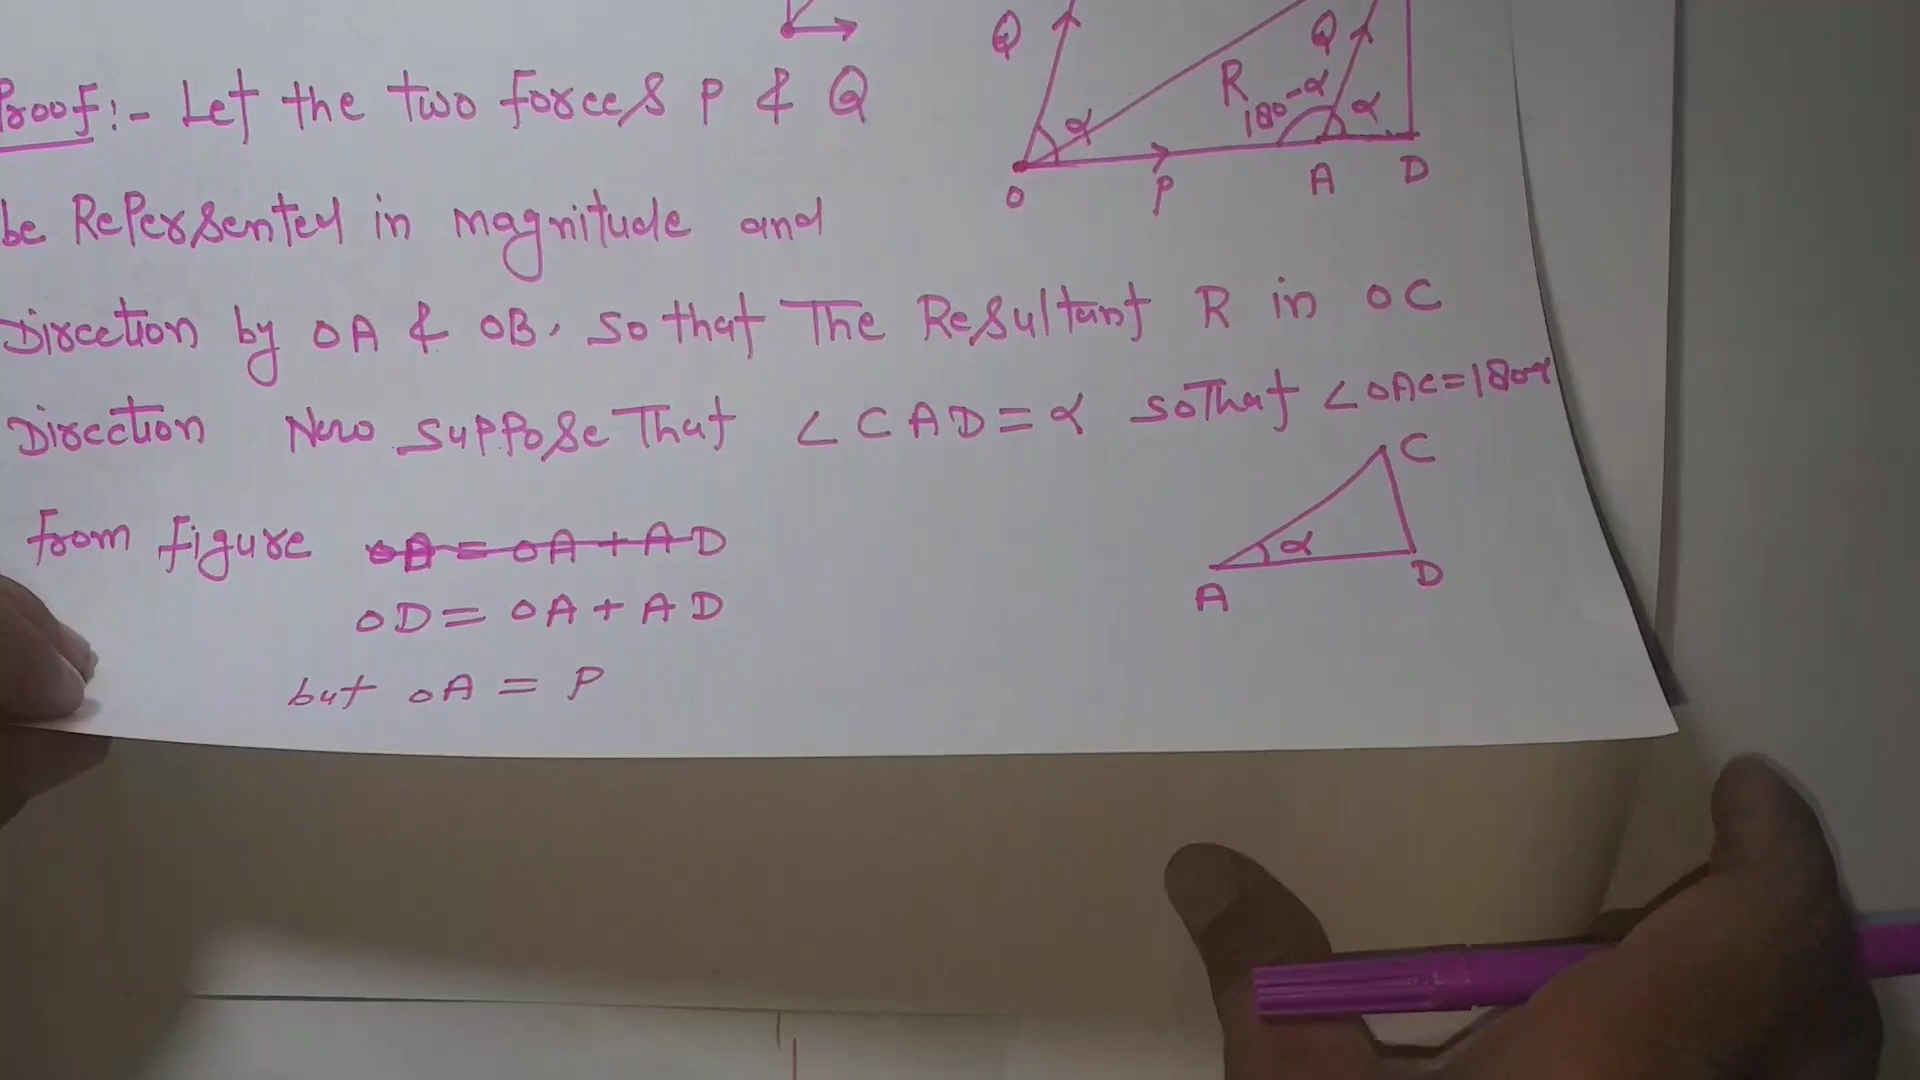 Proof:- Let the two forces P & Q
be Repersented in magnitude and
Direction by OA & OB. so that The Resultant R in OC
Direction Now suppose That ∠CAD=α so That ∠OAC=180-α
from figure OA = OA + AD
OD = OA + AD
but OA = P
Q
Q
R
180-α
α
α
O
P
A
D
C
α
A
D